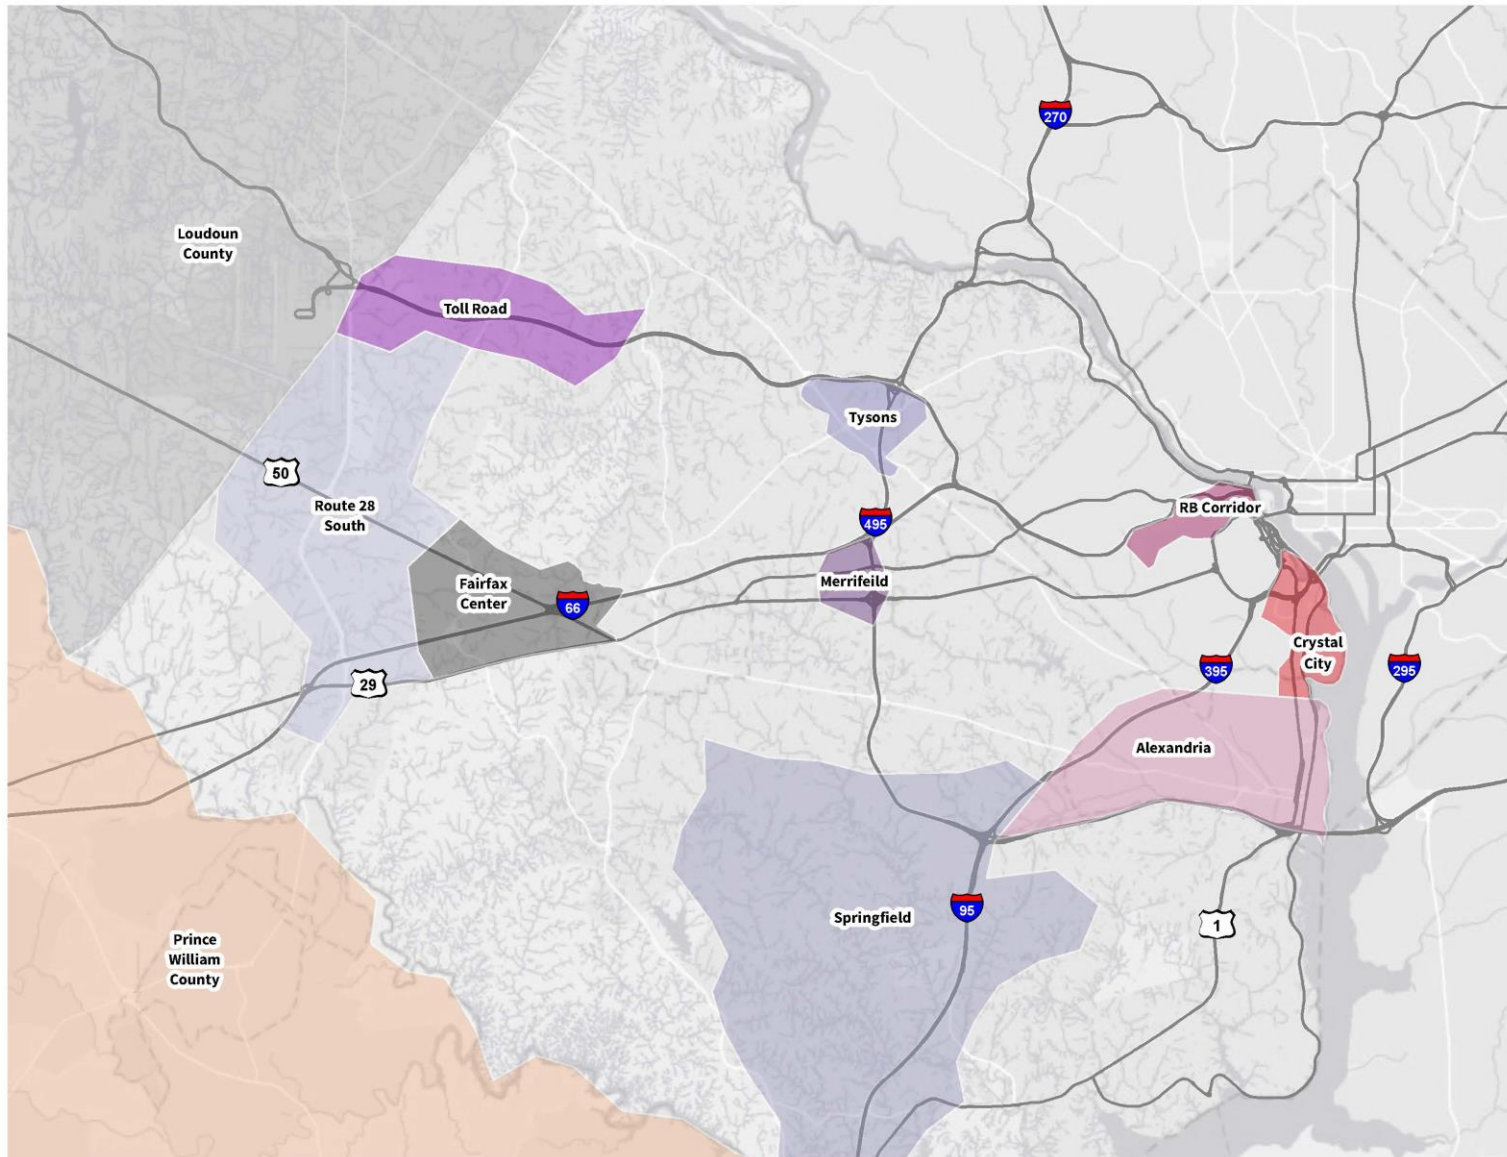 270
Loudoun
County
Toll Road
Tysons
50
Route 28
South
RB Corridor
495
Fairfax
Center
Merrifeild
66
Crystal
City
395
295
29
Alexandria
95
Springfield
1
Prince
William
County